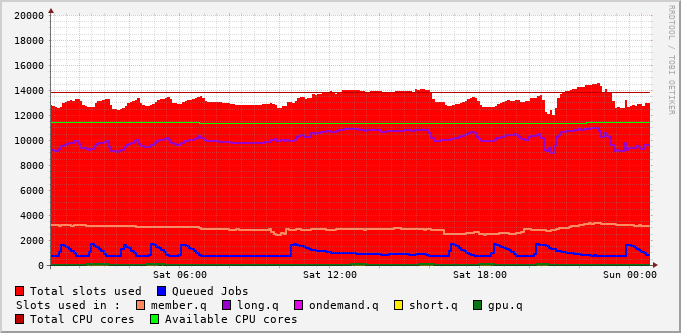 20000
18000
16000
14000
12000
10000
8000
6000
4000
2000
0
Sat 06:00 Sat 12:00 Sat 18:00 Sun 00:00
RRDTOOL / TOBI OETIKER
Total slots used Queued Jobs
Slots used in : member.q long.q ondemand.q short.q gpu.q
Total CPU cores Available CPU cores